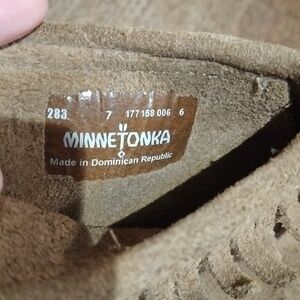 283 7 177158 006 6
MINNETONKA
Made in Dominican Republic